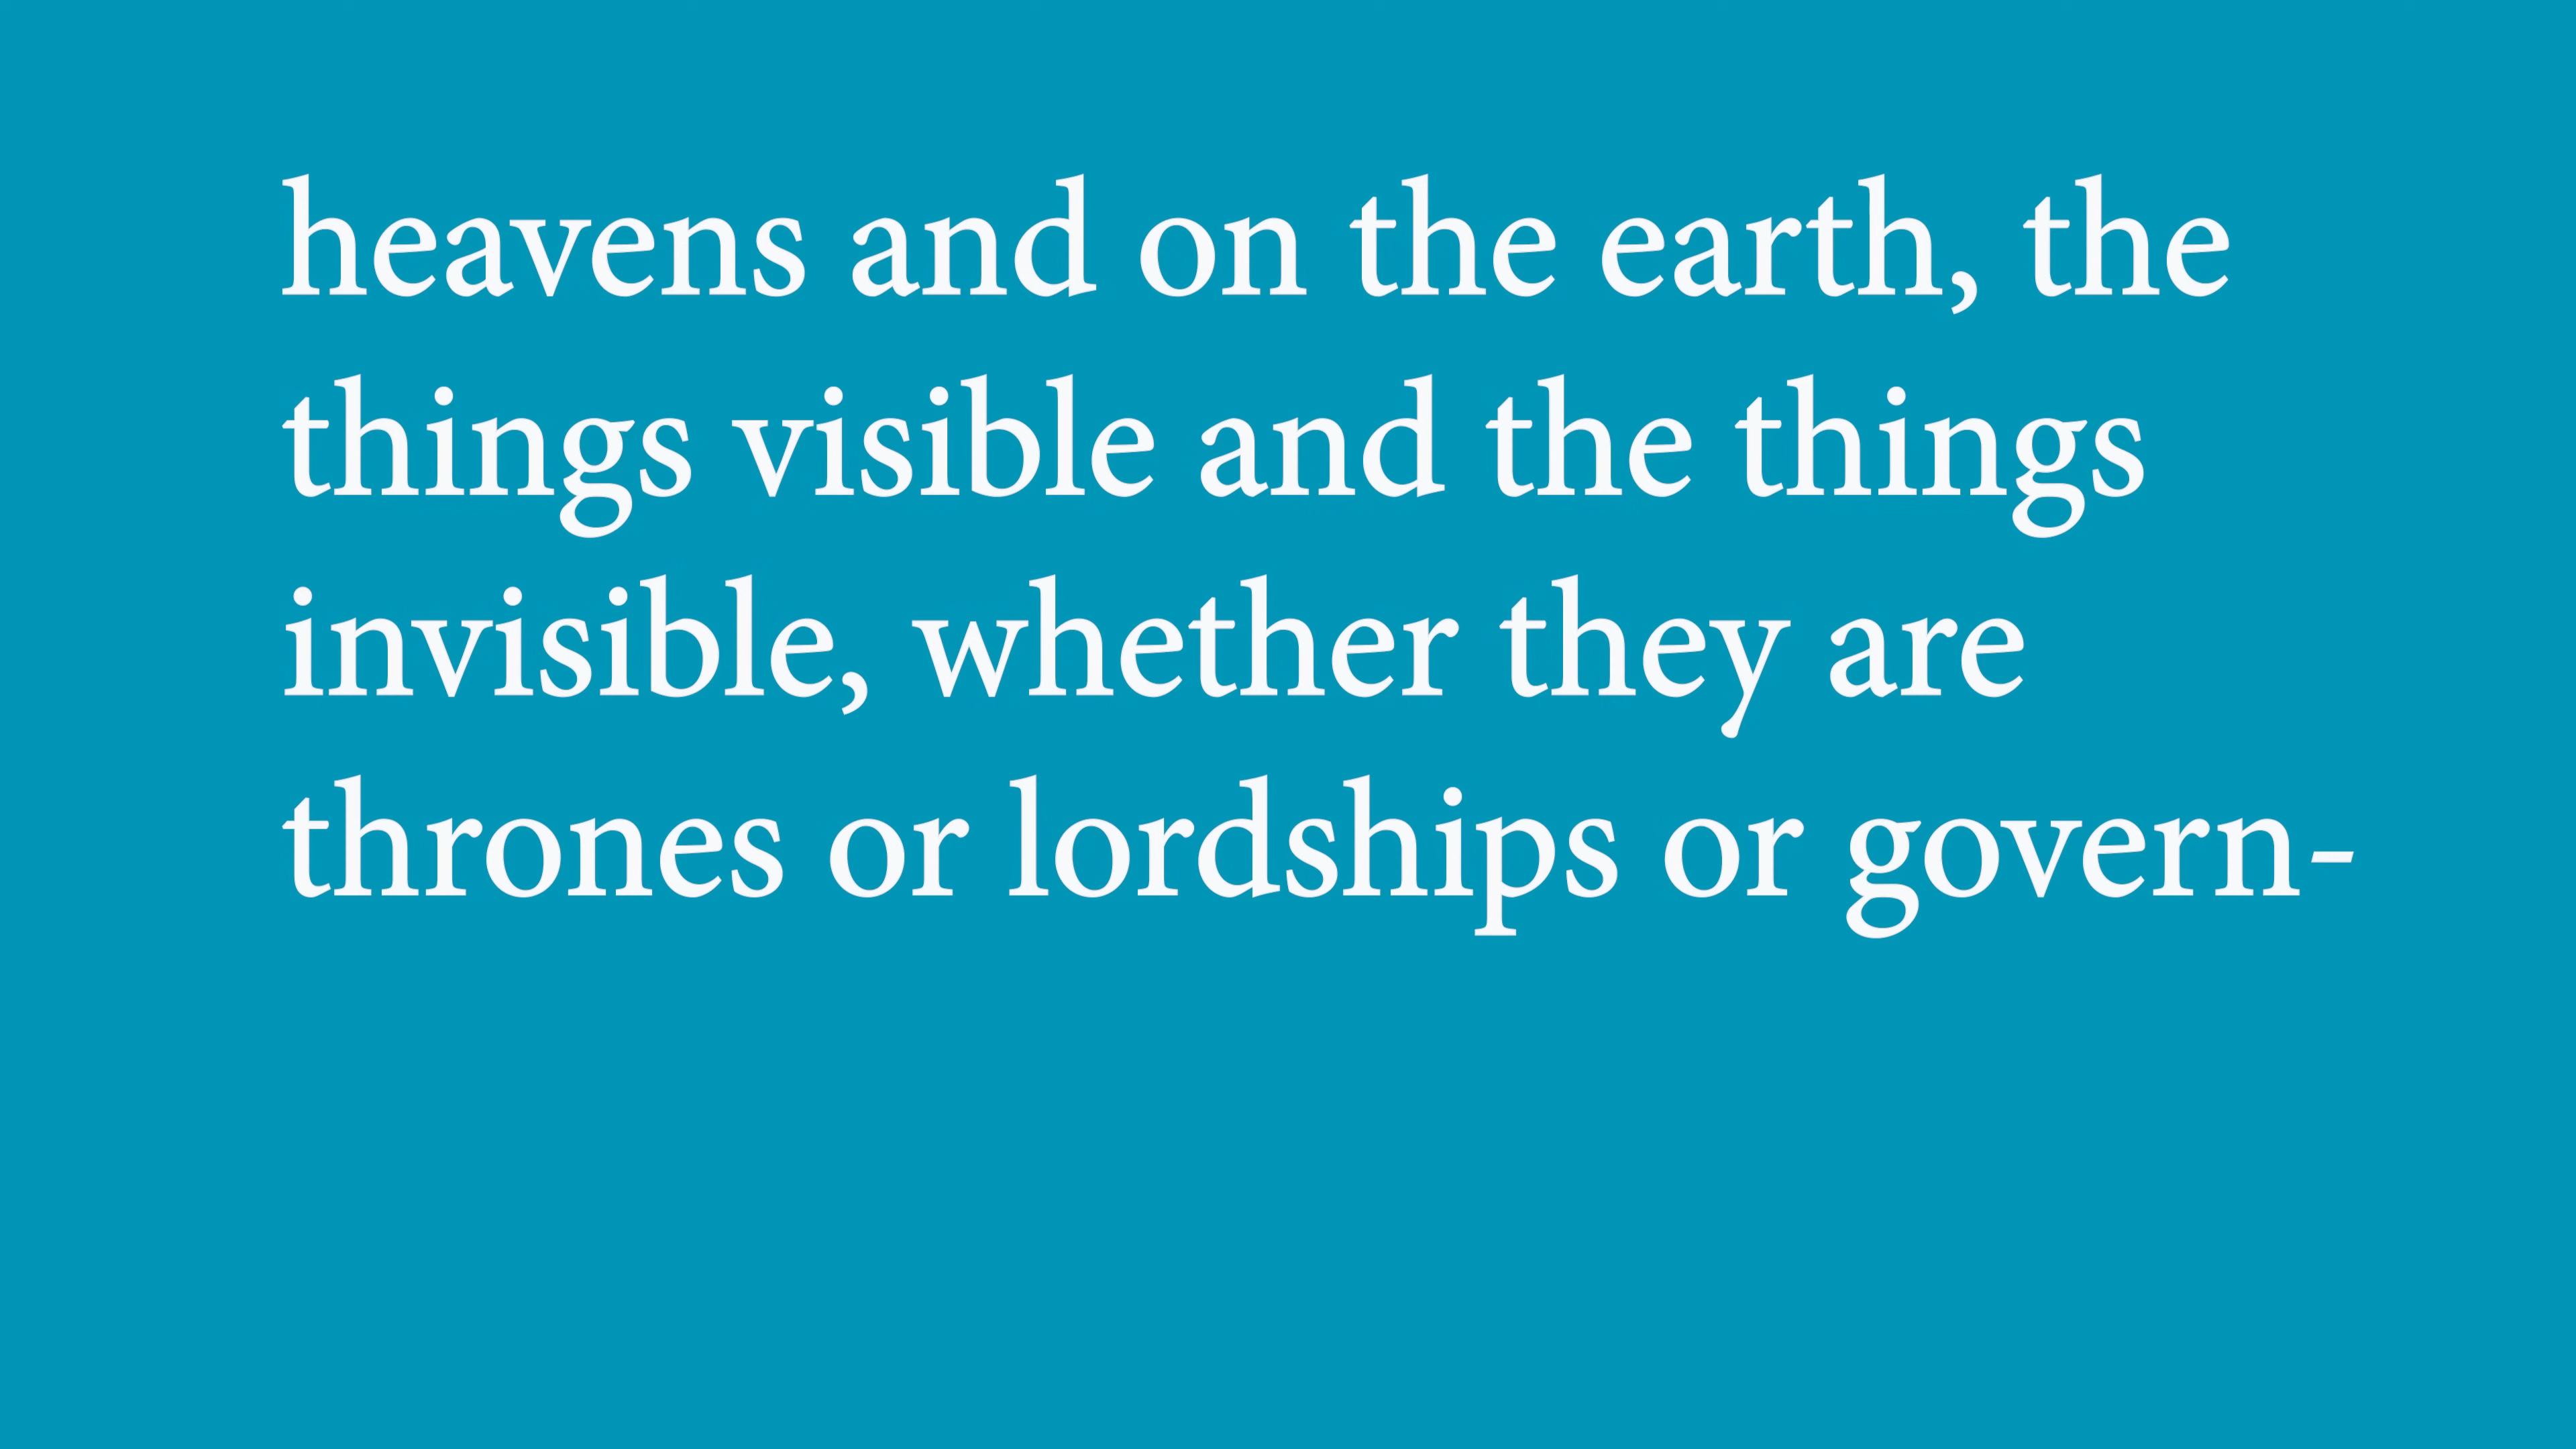 heavens and on the earth, the
things visible and the things
invisible, whether they are
thrones or lordships or govern-